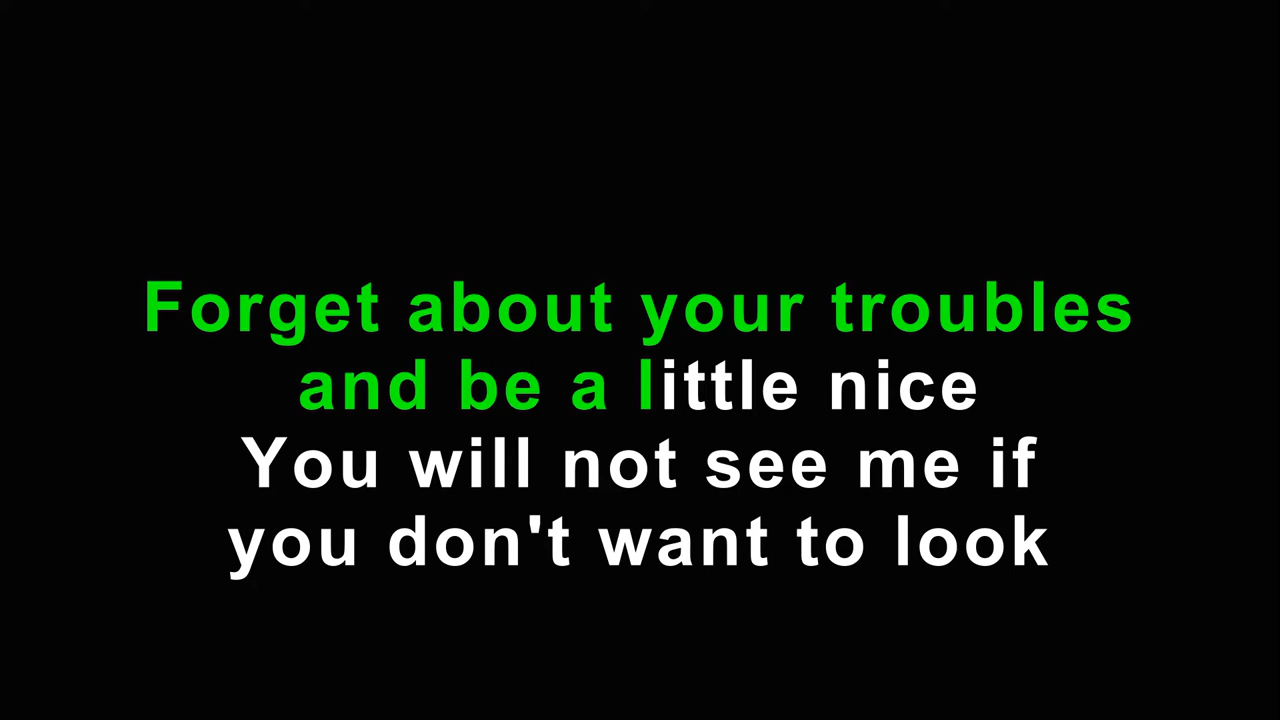 Forget about your troubles
and be a little nice
You will not see me if
you don't want to look